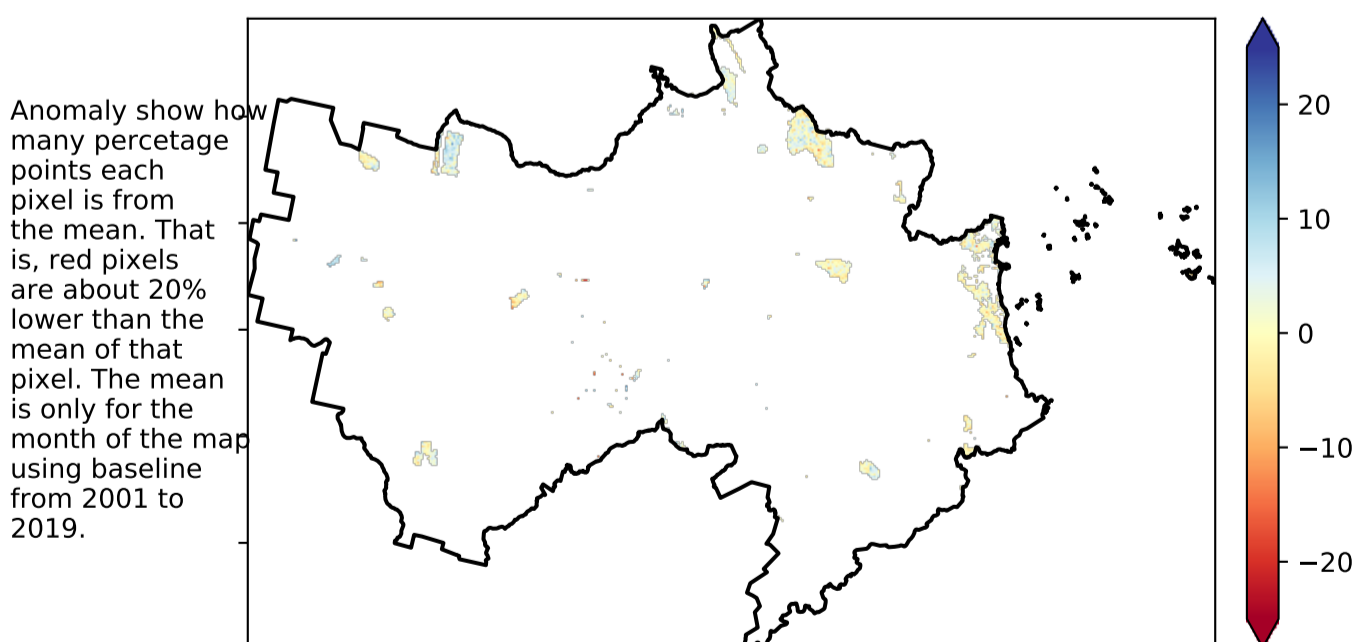 Anomaly show how
many percetage
points each
pixel is from
the mean. That
is, red pixels
are about 20%
lower than the
mean of that
pixel. The mean
is only for the
month of the map
using baseline
from 2001 to
2019.
20
10
0
−10
−20